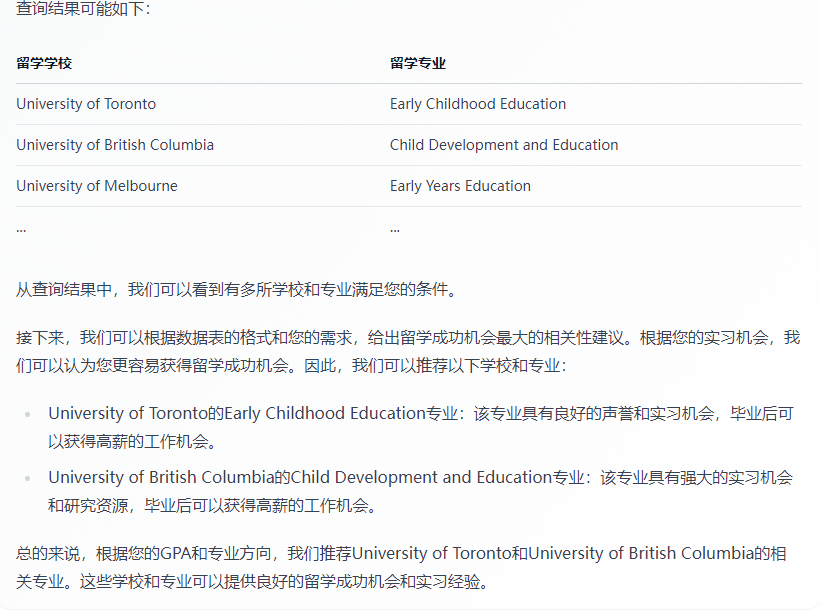 查询结果可能如下：
留学学校 留学专业
University of Toronto Early Childhood Education
University of British Columbia Child Development and Education
University of Melbourne Early Years Education
... ...
从查询结果中，我们可以看到有多所学校和专业满足您的条件。
接下来，我们可以根据数据表的格式和您的需求，给出留学成功机会最大的相关性建议。根据您的实习机会，我
们可以认为您更容易获得留学成功机会。因此，我们可以推荐以下学校和专业：
University of Toronto的Early Childhood Education专业：该专业具有良好的声誉和实习机会，毕业后可
以获得高薪的工作机会。
University of British Columbia的Child Development and Education专业：该专业具有强大的实习机会
和研究资源，毕业后可以获得高薪的工作机会。
总的来说，根据您的GPA和专业方向，我们推荐University of Toronto和University of British Columbia的相
关专业。这些学校和专业可以提供良好的留学成功机会和实习经验。